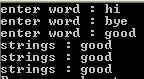 enter word : hi
enter word : bye
enter word : good
strings : good
strings : good
strings : good